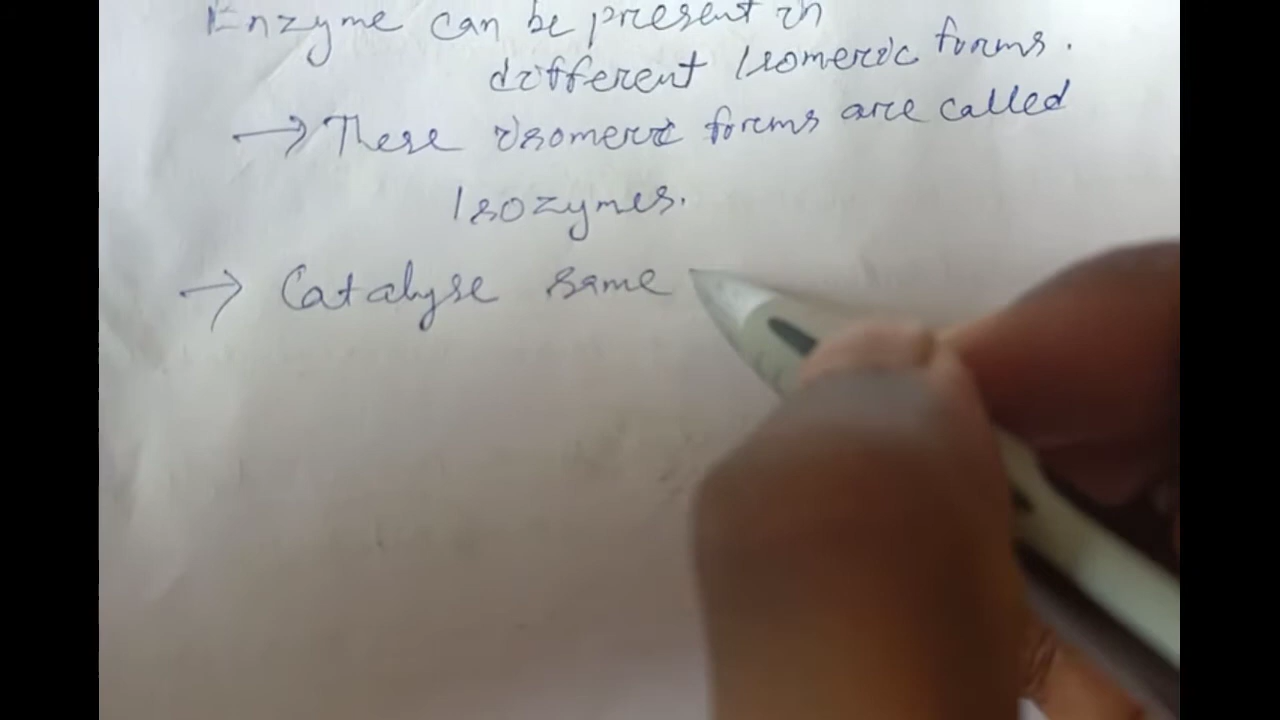 Enzyme can be present in
different Isomeric forms.
→ These isomeric forms are called
Isozymes.
→ Catalyse same